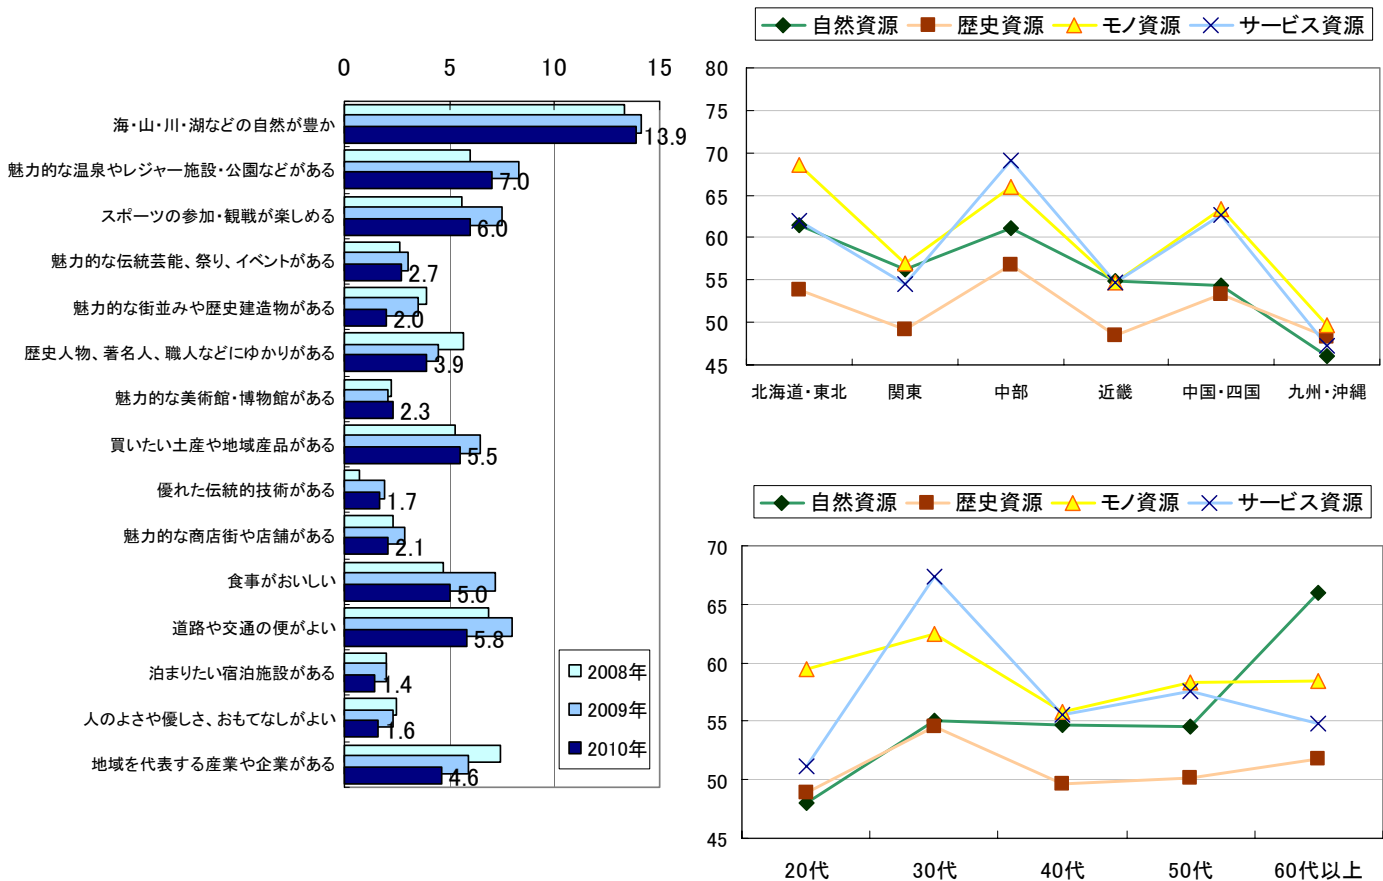 0 5 10 15
海・山・川・湖などの自然が豊か 13.9
魅力的な温泉やレジャー施設・公園などがある 7.0
スポーツの参加・観戦が楽しめる 6.0
魅力的な伝統芸能、祭り、イベントがある 2.7
魅力的な街並みや歴史建造物がある 2.0
歴史人物、著名人、職人などにゆかりがある 3.9
魅力的な美術館・博物館がある 2.3
買いたい土産や地域産品がある 5.5
優れた伝統的技術がある 1.7
魅力的な商店街や店舗がある 2.1
食事がおいしい 5.0
道路や交通の便がよい 5.8
泊まりたい宿泊施設がある 1.4
人のよさや優しさ、おもてなしがよい 1.6
地域を代表する産業や企業がある 4.6
2008年
2009年
2010年
自然資源 歴史資源 モノ資源 サービス資源
80
75
70
65
60
55
50
45
北海道・東北 関東 中部 近畿 中国・四国 九州・沖縄
自然資源 歴史資源 モノ資源 サービス資源
70
65
60
55
50
45
20代 30代 40代 50代 60代以上